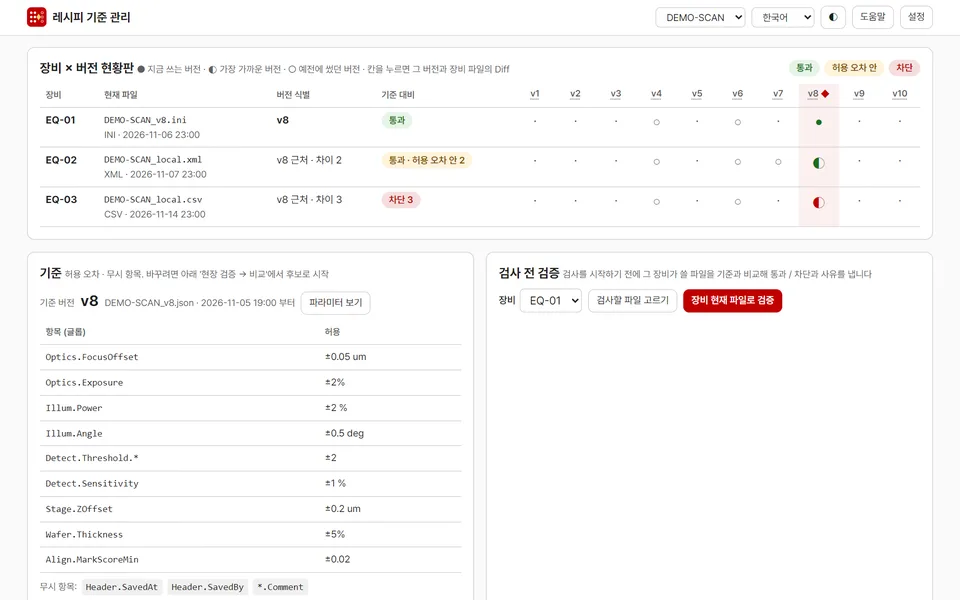 레시피 기준 관리
DEMO-SCAN 한국어 도움말 설정
장비 × 버전 현황판 ● 지금 쓰는 버전 · ◐ 가장 가까운 버전 · ○ 예전에 썼던 버전 · 칸을 누르면 그 버전과 장비 파일의 Diff 통과 허용 오차 안 차단
장비 현재 파일 버전 식별 기준 대비 v1 v2 v3 v4 v5 v6 v7 v8 ◆ v9 v10
EQ-01 DEMO-SCAN_v8.ini v8 통과 · · · ○ · ○ · ● · ·
INI · 2026-11-06 23:00
EQ-02 DEMO-SCAN_local.xml v8 근처 · 차이 2 통과 · 허용 오차 안 2 · · · ○ · ○ ○ ◐ · ·
XML · 2026-11-07 23:00
EQ-03 DEMO-SCAN_local.csv v8 근처 · 차이 3 차단 3 · · · ○ · ○ · ◐ · ·
CSV · 2026-11-14 23:00
기준 허용 오차 · 무시 항목. 바꾸려면 아래 '현장 검증 → 비교'에서 후보로 시작
기준 버전 v8 DEMO-SCAN_v8.json · 2026-11-05 19:00 부터 파라미터 보기
항목 (글롭) 허용
Optics.FocusOffset ±0.05 um
Optics.Exposure ±2%
Illum.Power ±2 %
Illum.Angle ±0.5 deg
Detect.Threshold.* ±2
Detect.Sensitivity ±1 %
Stage.ZOffset ±0.2 um
Wafer.Thickness ±5%
Align.MarkScoreMin ±0.02
무시 항목: Header.SavedAt Header.SavedBy *.Comment
검사 전 검증 검사를 시작하기 전에 그 장비가 쓸 파일을 기준과 비교해 통과 / 차단과 사유를 냅니다
장비 EQ-01 검사할 파일 고르기 장비 현재 파일로 검증